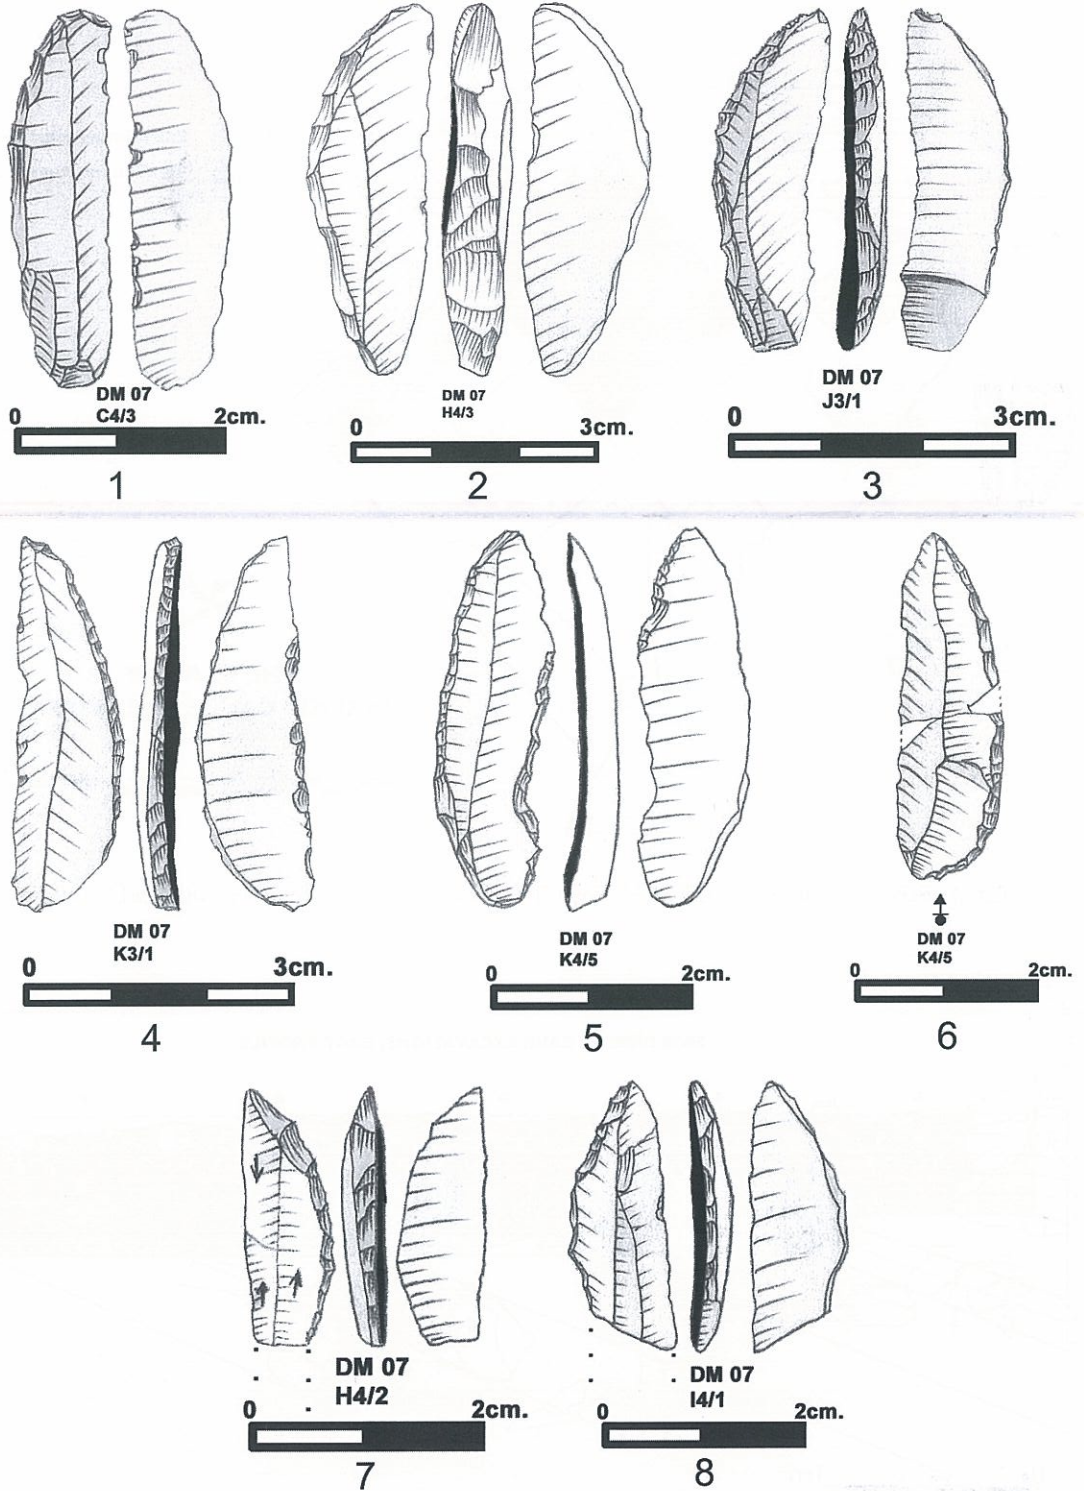 DM 07
C4/3
0 2cm.
1
DM 07
H4/3
0 3cm.
2
DM 07
J3/1
0 3cm.
3
DM 07
K3/1
0 3cm.
4
DM 07
K4/5
0 2cm.
5
DM 07
K4/5
0 2cm.
6
DM 07
H4/2
0 2cm.
7
DM 07
I4/1
0 2cm.
8